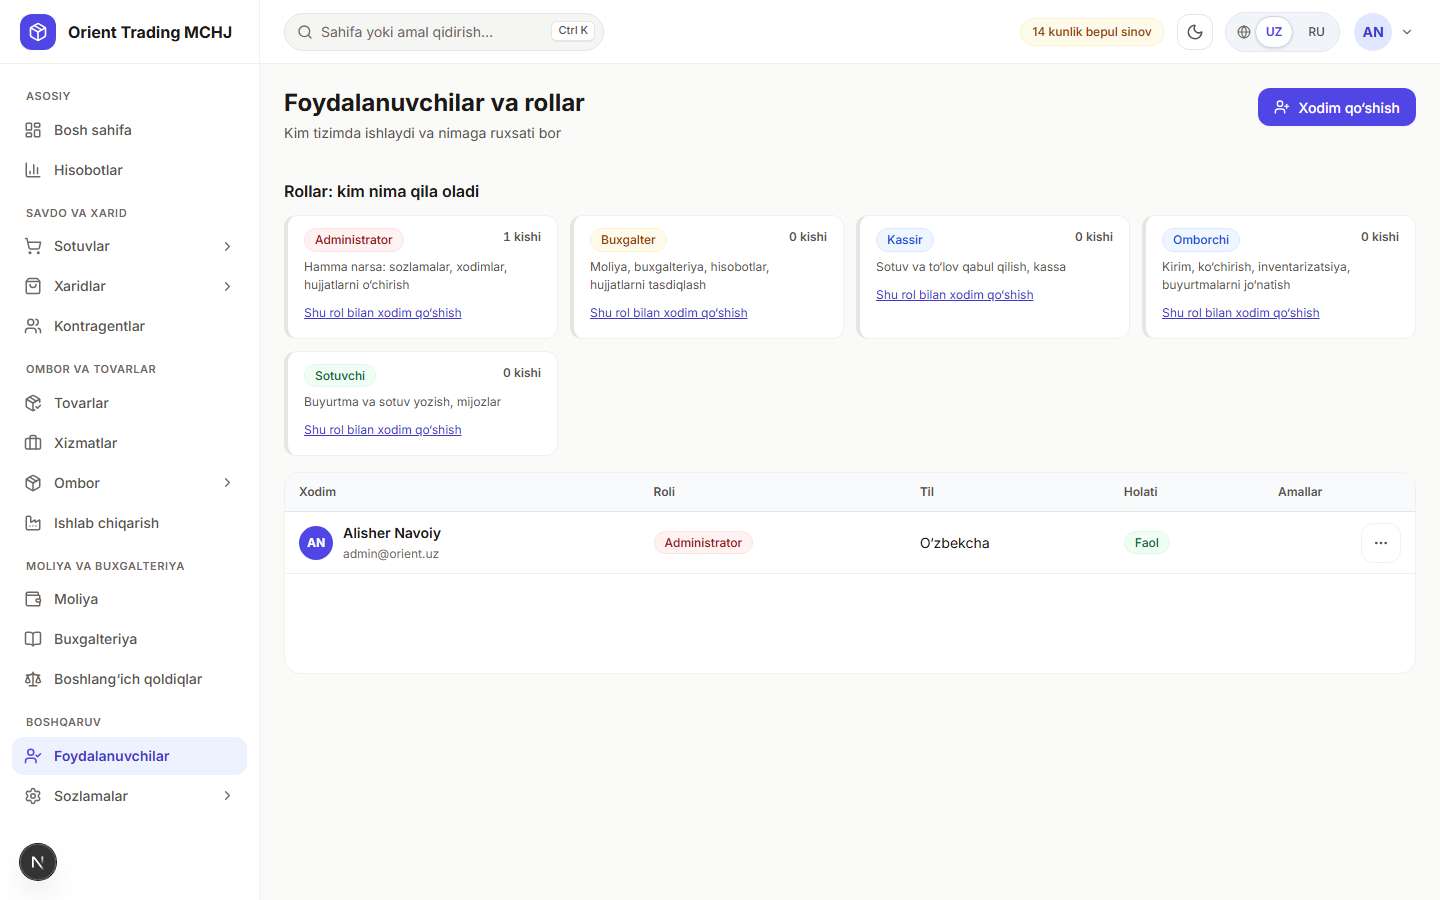 Orient Trading MCHJ
Sahifa yoki amal qidirish...
Ctrl K
14 kunlik bepul sinov
UZ
RU
AN
ASOSIY
Bosh sahifa
Hisobotlar
SAVDO VA XARID
Sotuvlar
Xaridlar
Kontragentlar
OMBOR VA TOVARLAR
Tovarlar
Xizmatlar
Ombor
Ishlab chiqarish
MOLIYA VA BUXGALTERIYA
Moliya
Buxgalteriya
Boshlang‘ich qoldiqlar
BOSHQARUV
Foydalanuvchilar
Sozlamalar
N
Foydalanuvchilar va rollar
Kim tizimda ishlaydi va nimaga ruxsati bor
Xodim qo‘shish
Rollar: kim nima qila oladi
Administrator
1 kishi
Hamma narsa: sozlamalar, xodimlar,
hujjatlarni o‘chirish
Shu rol bilan xodim qo‘shish
Buxgalter
0 kishi
Moliya, buxgalteriya, hisobotlar,
hujjatlarni tasdiqlash
Shu rol bilan xodim qo‘shish
Kassir
0 kishi
Sotuv va to‘lov qabul qilish, kassa
Shu rol bilan xodim qo‘shish
Omborchi
0 kishi
Kirim, ko‘chirish, inventarizatsiya,
buyurtmalarni jo‘natish
Shu rol bilan xodim qo‘shish
Sotuvchi
0 kishi
Buyurtma va sotuv yozish, mijozlar
Shu rol bilan xodim qo‘shish
Xodim
Roli
Til
Holati
Amallar
AN
Alisher Navoiy
admin@orient.uz
Administrator
O‘zbekcha
Faol